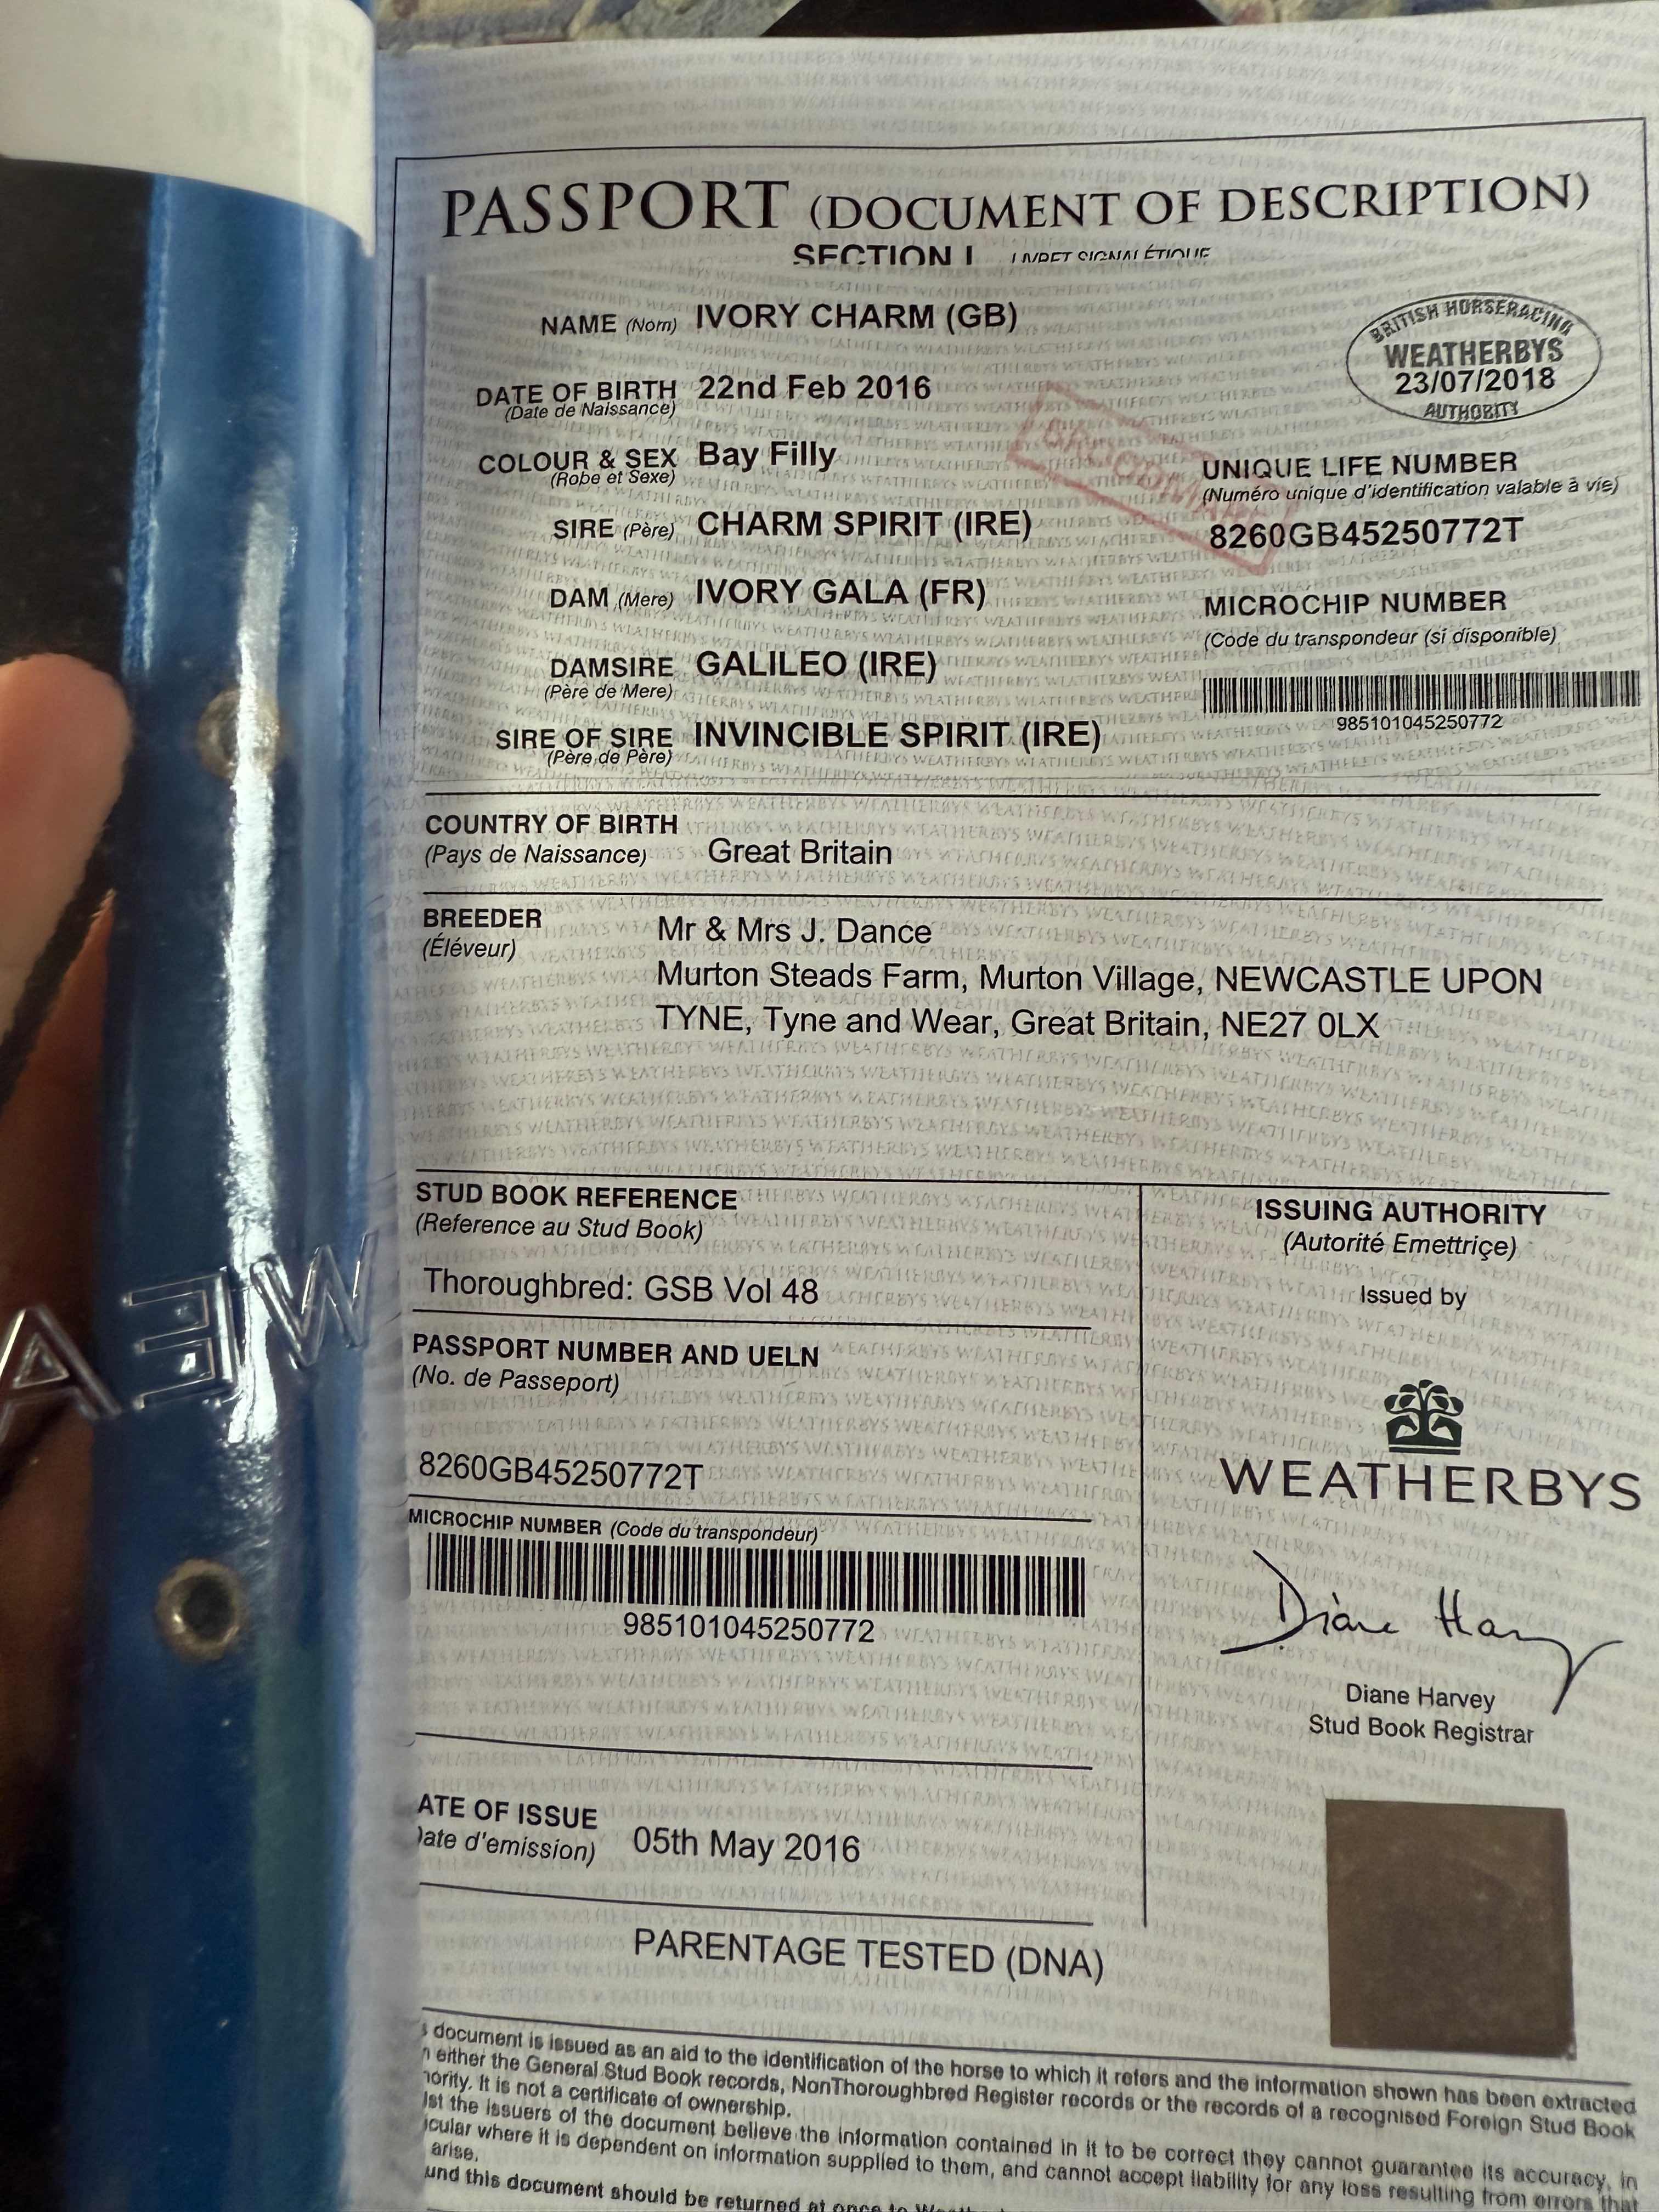 PASSPORT (DOCUMENT OF DESCRIPTION)
SECTION I LIVRET SIGNALÉTIQUE
NAME (Nom) IVORY CHARM (GB)
DATE OF BIRTH 22nd Feb 2016
(Date de Naissance)
COLOUR & SEX Bay Filly
(Robe et Sexe)
SIRE (Père) CHARM SPIRIT (IRE)
DAM (Mere) IVORY GALA (FR)
DAMSIRE GALILEO (IRE)
(Père de Mere)
SIRE OF SIRE INVINCIBLE SPIRIT (IRE)
(Père de Père)
BRITISH HORSERACING
WEATHERBYS
23/07/2018
AUTHORITY
UNIQUE LIFE NUMBER
(Numéro unique d'identification valable à vie)
8260GB45250772T
MICROCHIP NUMBER
(Code du transpondeur (si disponible)
985101045250772
COUNTRY OF BIRTH
(Pays de Naissance) Great Britain
BREEDER
(Éléveur)
Mr & Mrs J. Dance
Murton Steads Farm, Murton Village, NEWCASTLE UPON
TYNE, Tyne and Wear, Great Britain, NE27 0LX
STUD BOOK REFERENCE
(Reference au Stud Book)
Thoroughbred: GSB Vol 48
PASSPORT NUMBER AND UELN
(No. de Passeport)
8260GB45250772T
MICROCHIP NUMBER (Code du transpondeur)
985101045250772
ATE OF ISSUE
Date d'emission) 05th May 2016
ISSUING AUTHORITY
(Autorité Emettriçe)
Issued by
WEATHERBYS
Diane Harvey
Diane Harvey
Stud Book Registrar
PARENTAGE TESTED (DNA)
s document is issued as an aid to the identification of the horse to which it refers and the information shown has been extracted
n either the General Stud Book records, NonThoroughbred Register records or the records of a recognised Foreign Stud Book
hority. It is not a certificate of ownership.
lst the issuers of the document believe the information contained in it to be correct they cannot guarantee its accuracy, in
icular where it is dependent on information supplied to them, and cannot accept liability for any loss resulting from errors that
arise.
und this document should be returned at once to
WEA